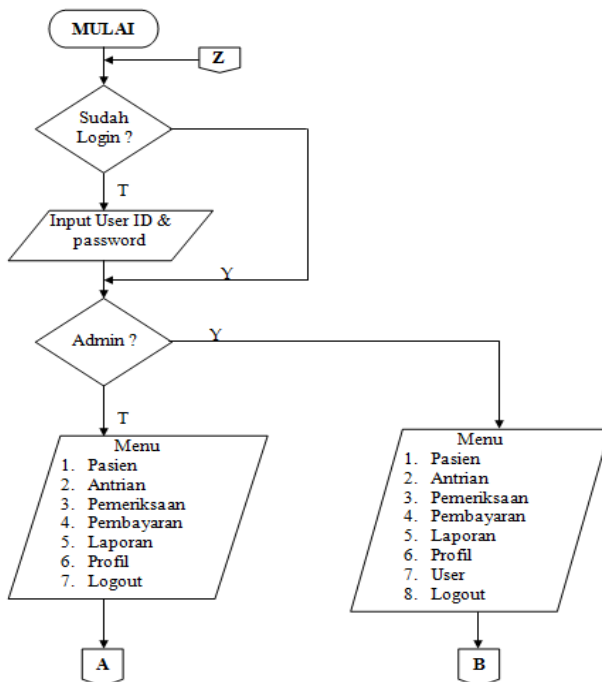 MULAI
Z
Sudah
Login ?
T
Input User ID &
password
Y
Admin ?
Y
T
Menu
1. Pasien
2. Antrian
3. Pemeriksaan
4. Pembayaran
5. Laporan
6. Profil
7. Logout
A
Menu
1. Pasien
2. Antrian
3. Pemeriksaan
4. Pembayaran
5. Laporan
6. Profil
7. User
8. Logout
B